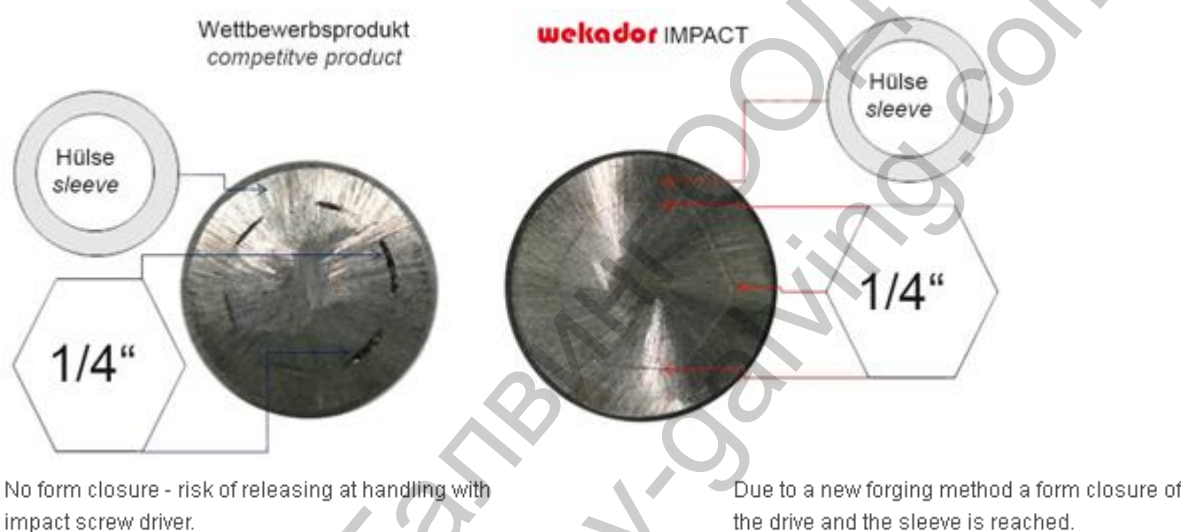 Wettbewerbsprodukt
competitve product
wekador IMPACT
Hülse
sleeve
1/4“
Hülse
sleeve
1/4“
No form closure - risk of releasing at handling with
impact screw driver.
Due to a new forging method a form closure of
the drive and the sleeve is reached.